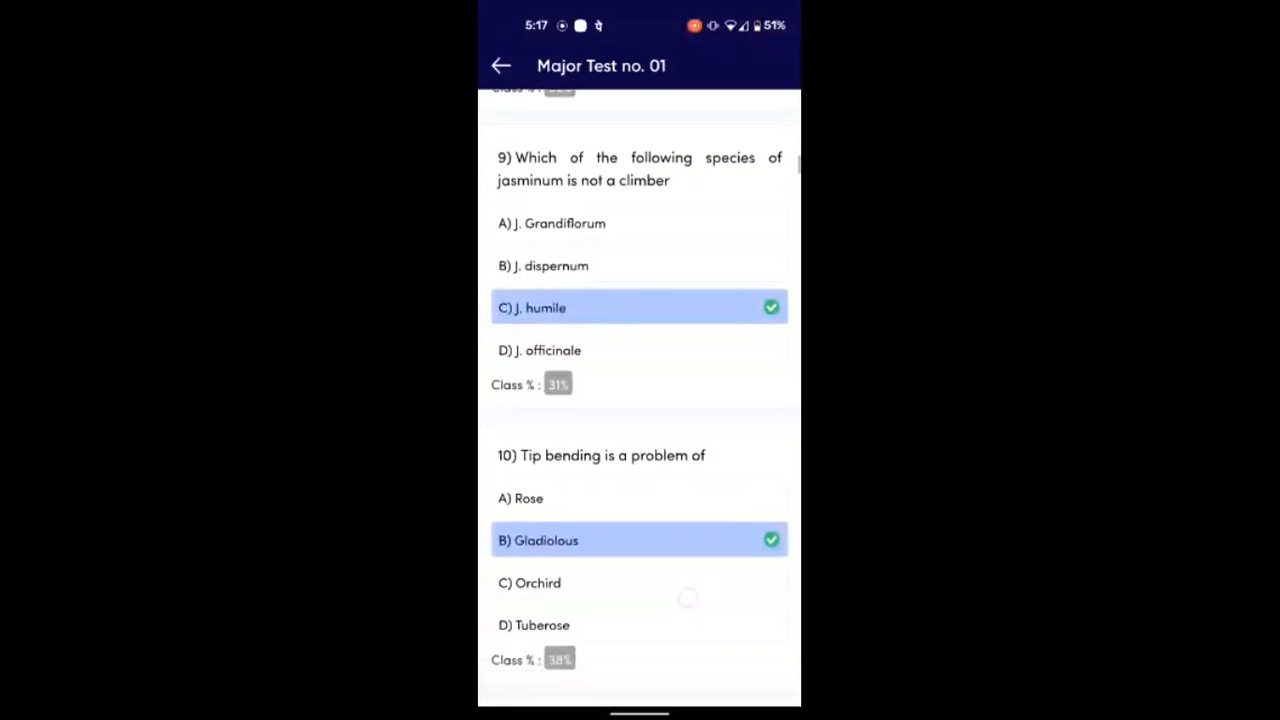 5:17 पे 51%
Major Test no. 01
9) Which of the following species of
jasminum is not a climber
A) J. Grandiflorum
B) J. dispernum
C) J. humile
D) J. officinale
Class % : 31%
10) Tip bending is a problem of
A) Rose
B) Gladiolous
C) Orchird
D) Tuberose
Class % : 38%